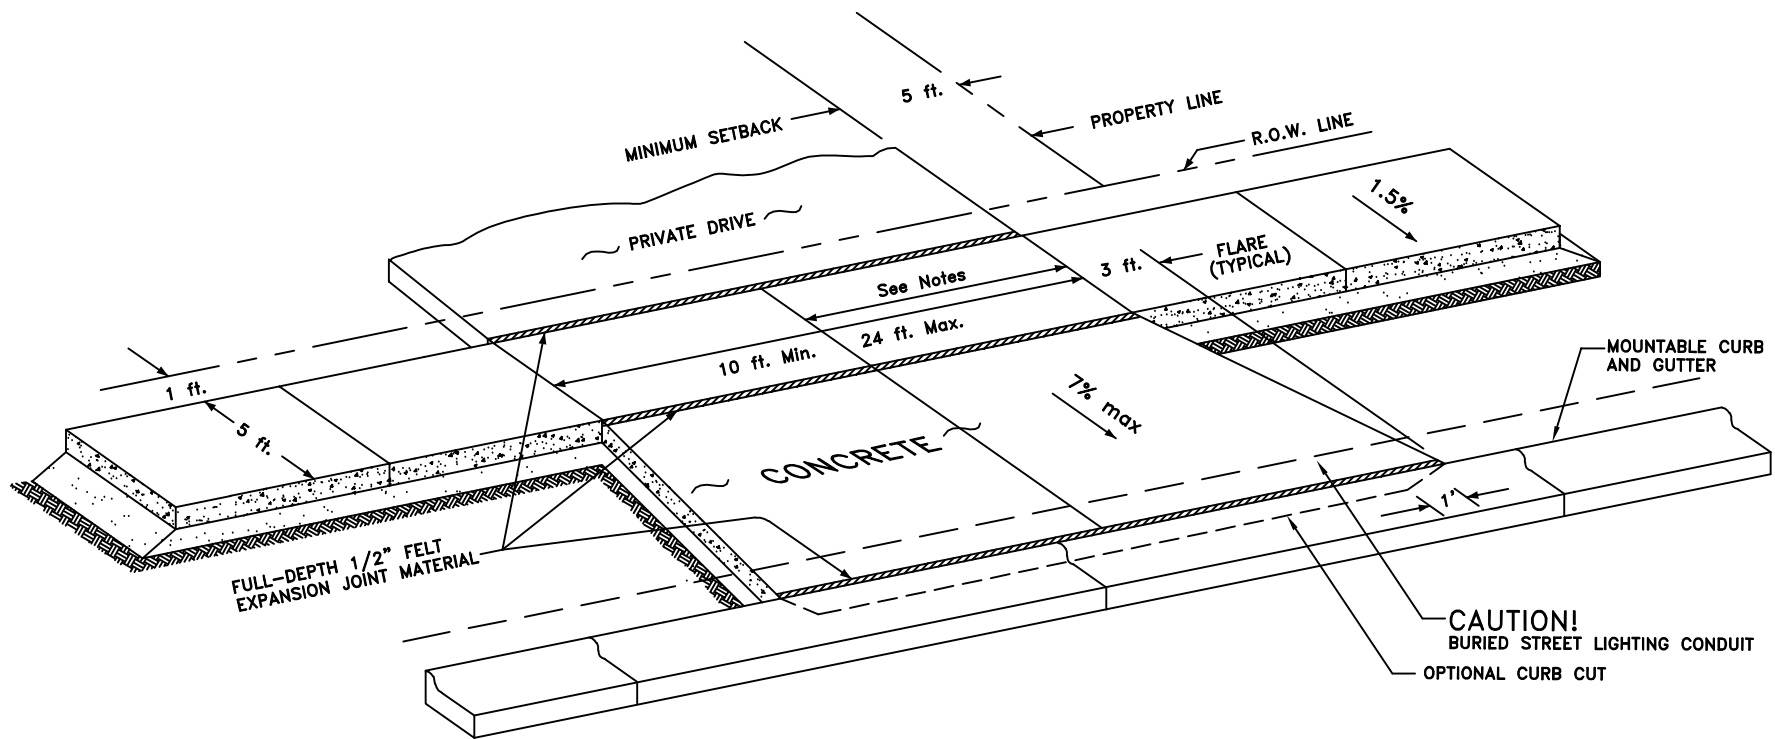 5 ft.
PROPERTY LINE
MINIMUM SETBACK
R.O.W. LINE
1.5%
PRIVATE DRIVE
FLARE
(TYPICAL)
3 ft.
See Notes
24 ft. Max.
10 ft. Min.
MOUNTABLE CURB
AND GUTTER
1 ft.
5 ft.
7% max
CONCRETE
1'
FULL-DEPTH 1/2" FELT
EXPANSION JOINT MATERIAL
CAUTION!
BURIED STREET LIGHTING CONDUIT
OPTIONAL CURB CUT